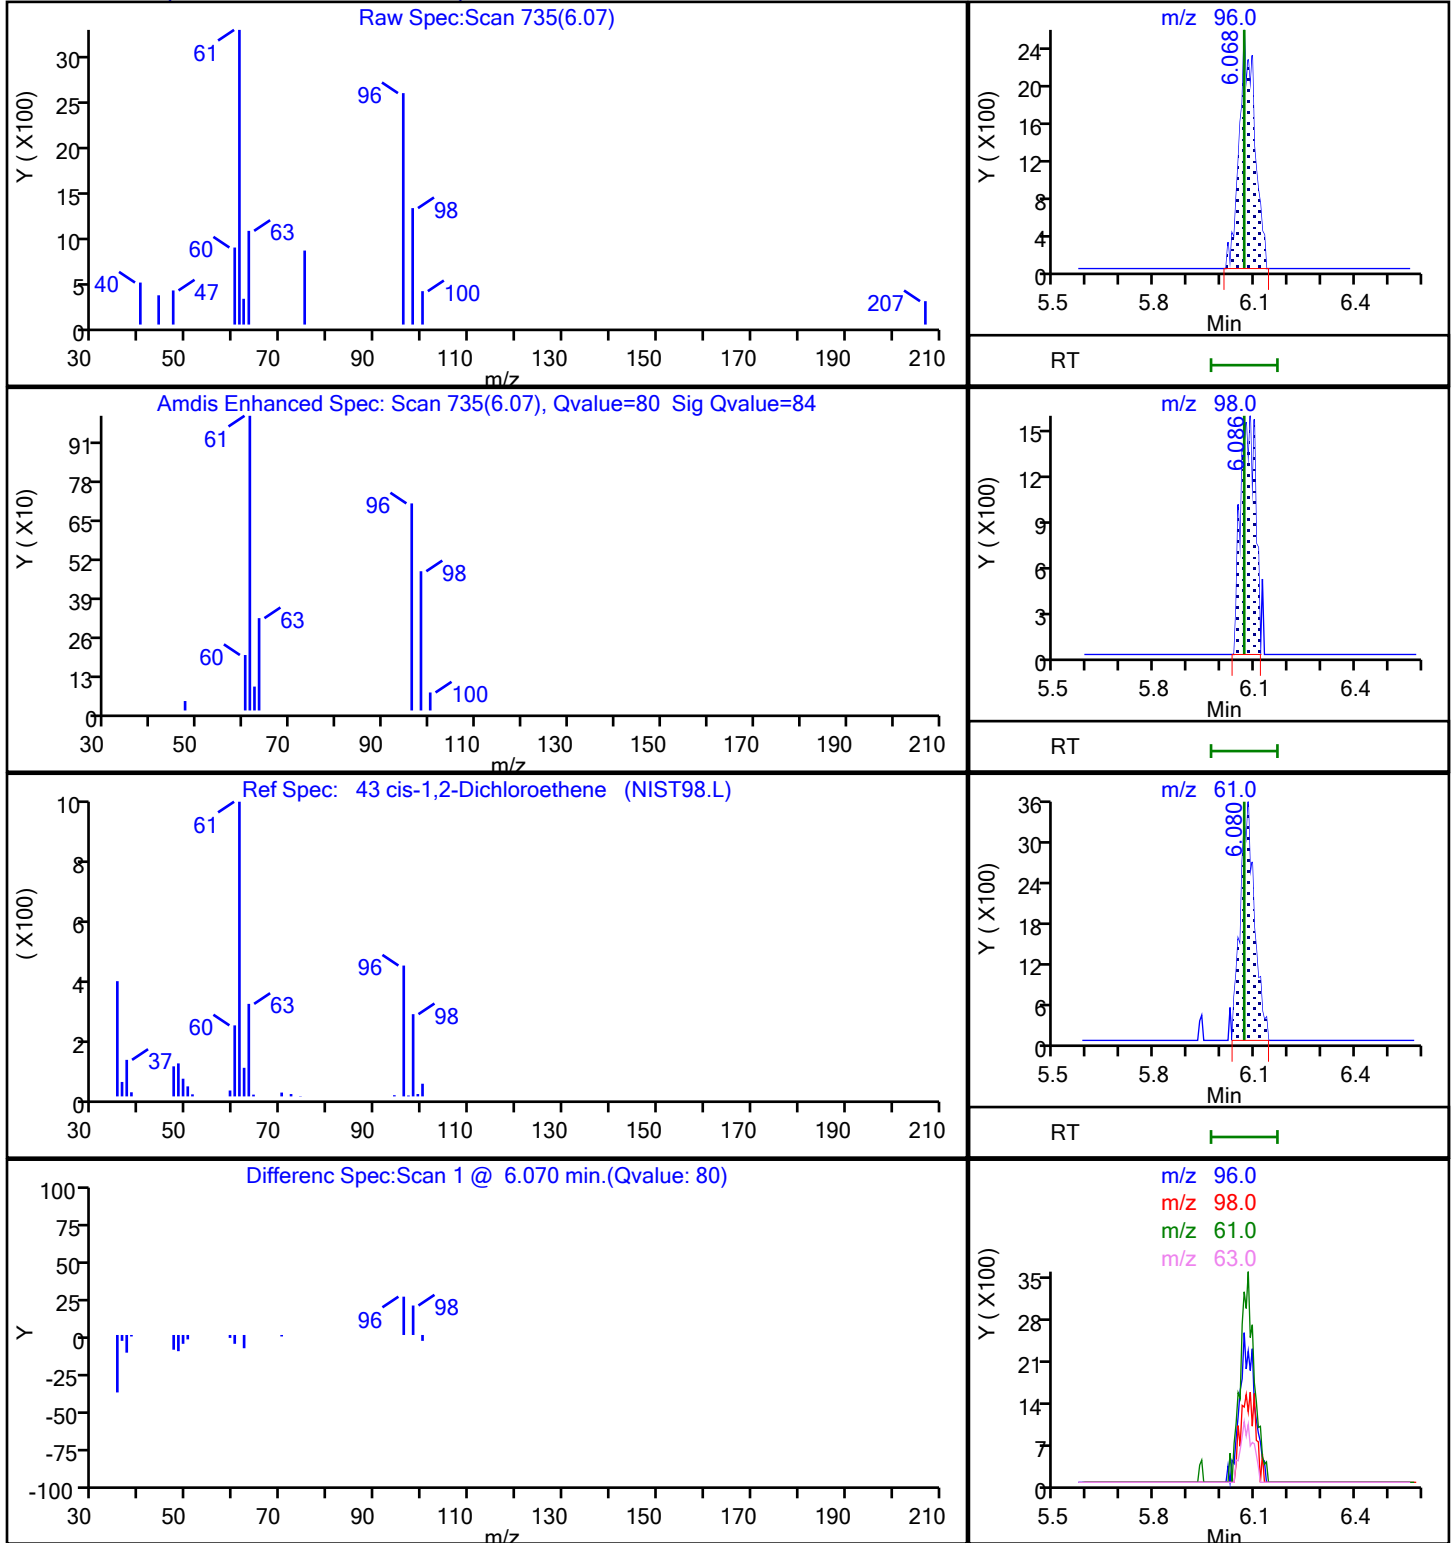 Raw Spec:Scan 735(6.07)
Y ( X100)
30
25
20
15
10
5
0
61
96
98
60
63
40
47
100
207
30 50 70 90 110 130 150 170 190 210
m/z
m/z 96.0
Y ( X100)
24
20
16
12
8
4
0
6.068
5.5 5.8 6.1 6.4
Min
RT
Amdis Enhanced Spec: Scan 735(6.07), Qvalue=80 Sig Qvalue=84
Y ( X10)
91
78
65
52
39
26
13
0
61
96
98
63
60
100
30 50 70 90 110 130 150 170 190 210
m/z
m/z 98.0
Y ( X100)
15
12
9
6
3
0
6.086
5.5 5.8 6.1 6.4
Min
RT
Ref Spec: 43 cis-1,2-Dichloroethene (NIST98.L)
( X100)
10
8
6
4
2
0
61
96
98
63
60
37
30 50 70 90 110 130 150 170 190 210
m/z 61.0
Y ( X100)
36
30
24
18
12
6
0
6.080
5.5 5.8 6.1 6.4
Min
RT
Differenc Spec:Scan 1 @ 6.070 min.(Qvalue: 80)
Y
100
75
50
25
0
-25
-50
-75
-100
96
98
30 50 70 90 110 130 150 170 190 210
m/z
m/z 96.0
m/z 98.0
m/z 61.0
m/z 63.0
Y ( X100)
35
28
21
14
7
0
5.5 5.8 6.1 6.4
Min